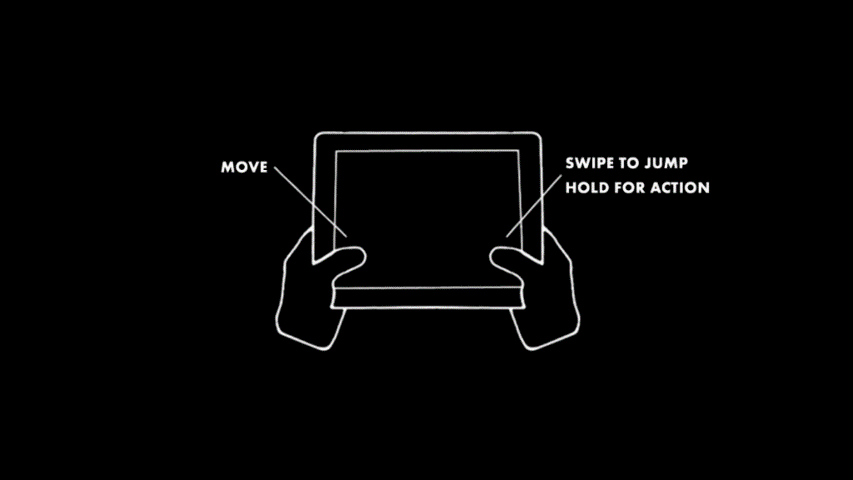 MOVE
SWIPE TO JUMP
HOLD FOR ACTION